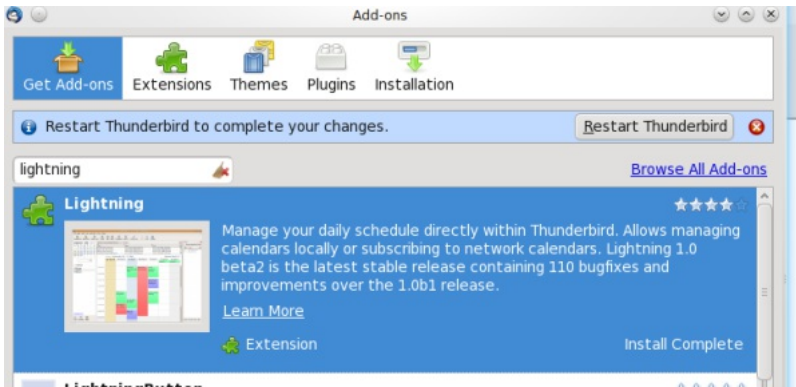 Add-ons
Get Add-ons Extensions Themes Plugins Installation
Restart Thunderbird to complete your changes. Restart Thunderbird
lightning Browse All Add-ons
Lightning
Manage your daily schedule directly within Thunderbird. Allows managing
calendars locally or subscribing to network calendars. Lightning 1.0
beta2 is the latest stable release containing 110 bugfixes and
improvements over the 1.0b1 release.
Learn More
Extension Install Complete
LightningButton